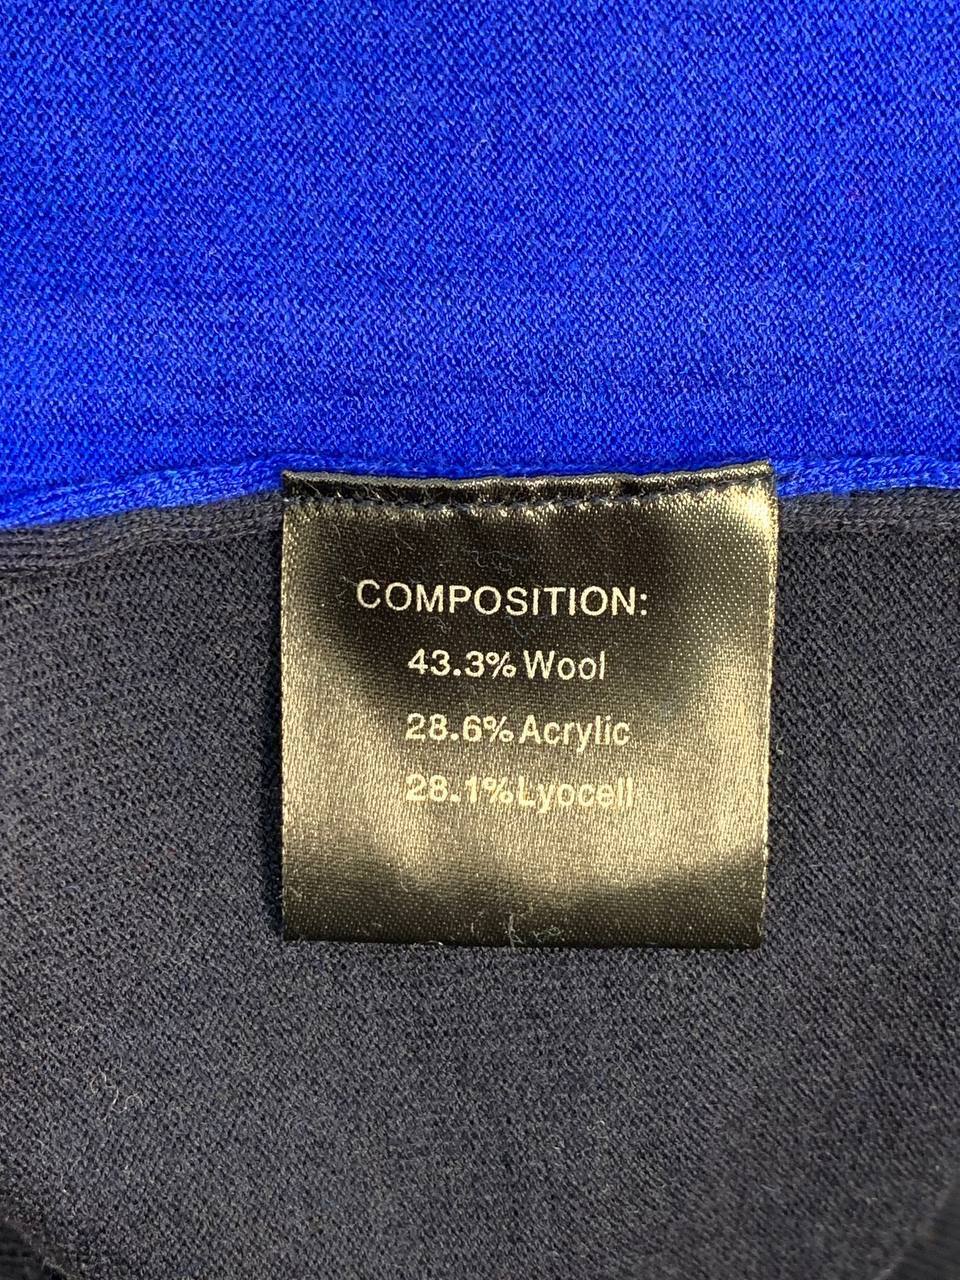 COMPOSITION:
43.3% Wool
28.6% Acrylic
28.1% Lyocell